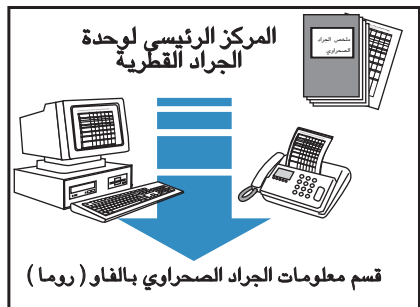 المركز الرئيسي لوحدة
الجراد القطرية
ملخص الجراد
الصحراوي
قسم معلومات الجراد الصحراوي بالفاو ( روما )